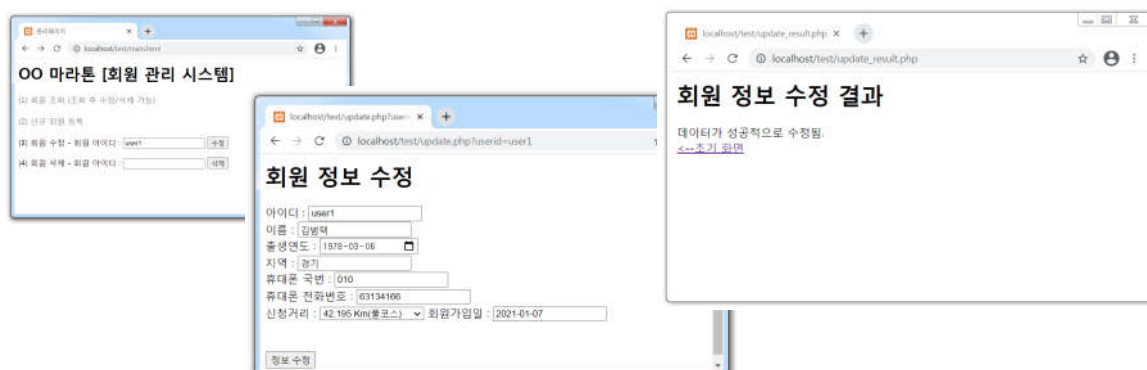 관리페이지
localhost/test/main.html
OO 마라톤 [회원 관리 시스템]
(1) 회원 조회 (조회 후 수정/삭제 가능)
(2) 신규 회원 등록
(3) 회원 수정 - 회원 아이디 : user1 수정
(4) 회원 삭제 - 회원 아이디 : 삭제
localhost/test/update.php?user
localhost/test/update.php?userid=user1
회원 정보 수정
아이디 : user1
이름 : 김범택
출생연도 : 1978-03-06
지역 : 경기
휴대폰 국번 : 010
휴대폰 전화번호 : 63134166
신청거리 : 42.195 Km(풀코스) 회원가입일 : 2021-01-07
정보 수정
localhost/test/update_result.php
localhost/test/update_result.php
회원 정보 수정 결과
데이터가 성공적으로 수정됨.
<--초기 화면